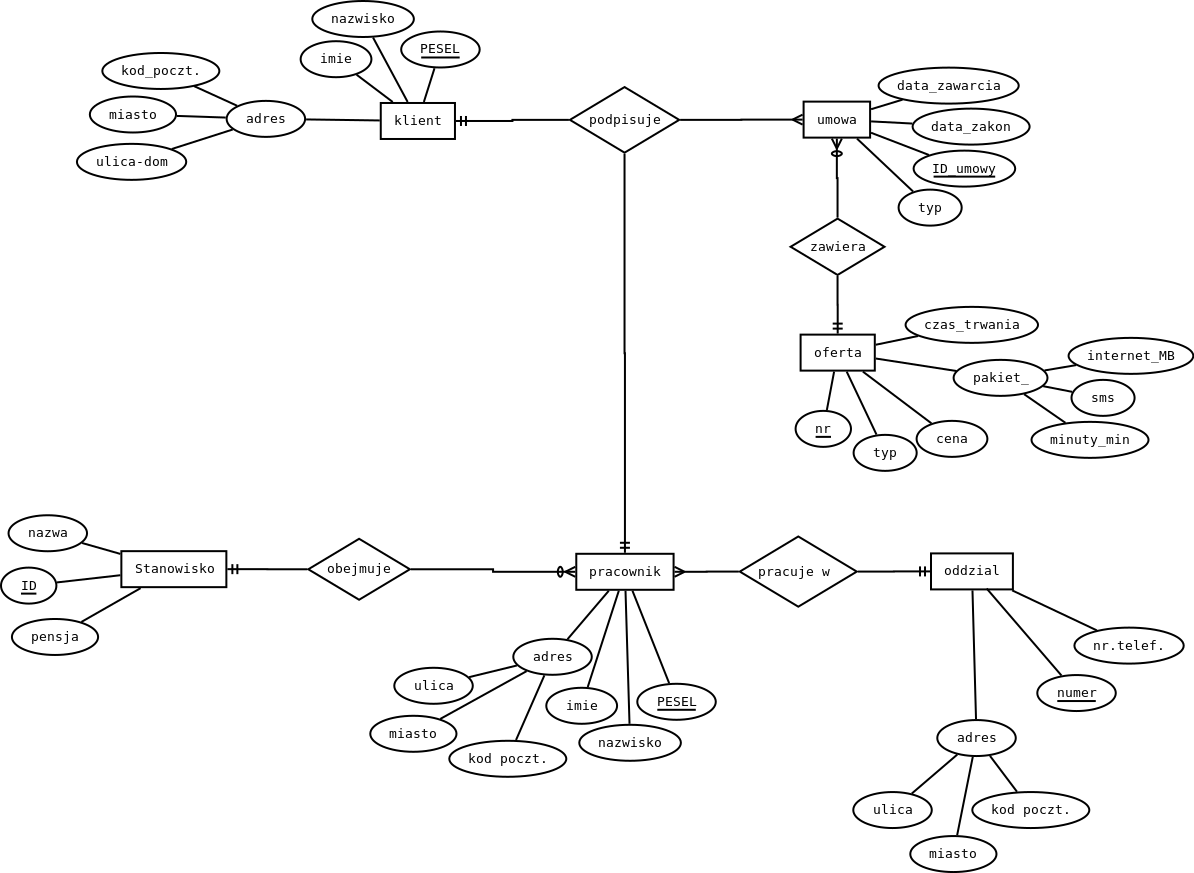 nazwisko
PESEL
imie
kod_poczt.
miasto
adres
ulica-dom
klient
podpisuje
umowa
data_zawarcia
data_zakon
ID_umowy
typ
zawiera
oferta
czas_trwania
pakiet_
internet_MB
sms
minuty_min
nr
typ
cena
nazwa
Stanowisko
ID
pensja
obejmuje
pracownik
pracuje w
oddzial
adres
ulica
miasto
kod poczt.
imie
nazwisko
PESEL
nr.telef.
numer
adres
ulica
kod poczt.
miasto